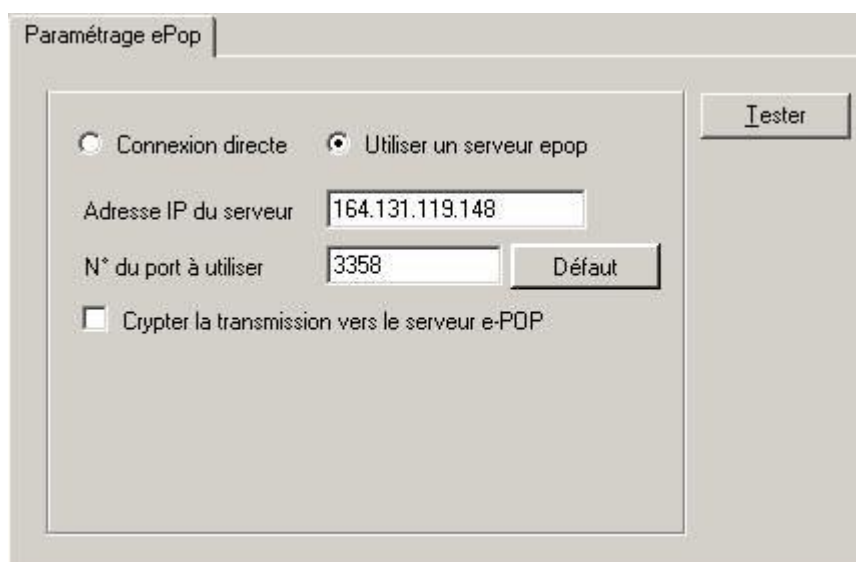 Paramétrage ePop
Tester
Connexion directe
Utiliser un serveur epop
Adresse IP du serveur
164.131.119.148
N° du port à utiliser
3358
Défaut
Crypter la transmission vers le serveur e-POP